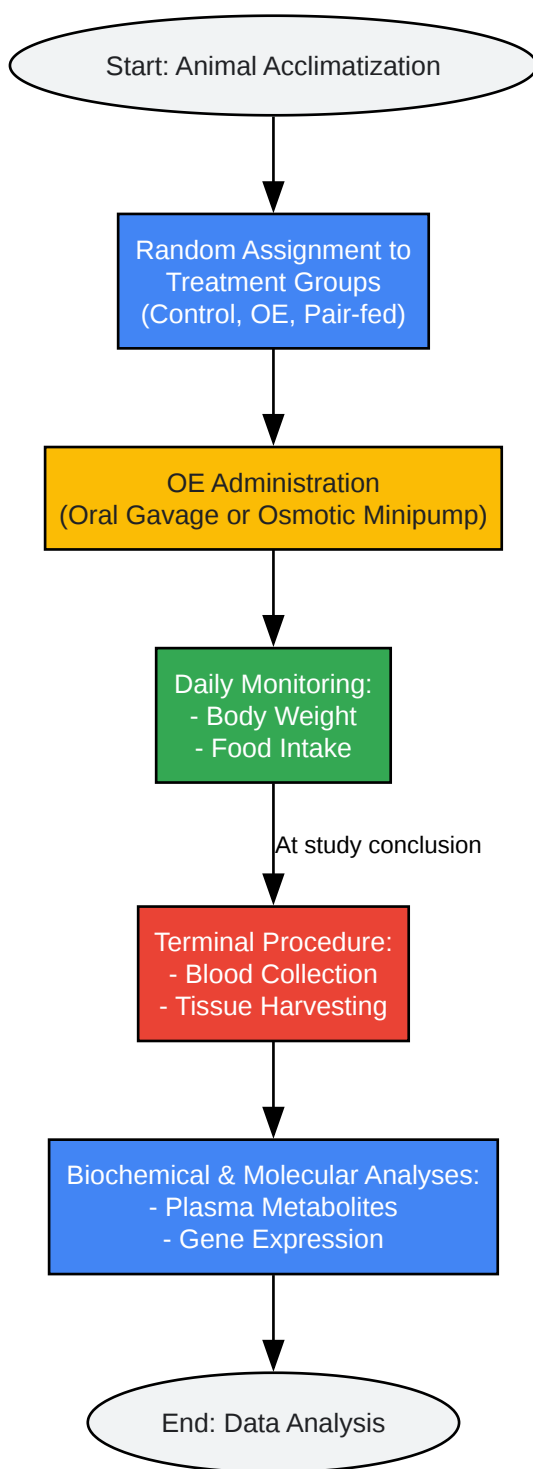 Start: Animal Acclimatization
Random Assignment to
Treatment Groups
(Control, OE, Pair-fed)
OE Administration
(Oral Gavage or Osmotic Minipump)
Daily Monitoring:
- Body Weight
- Food Intake
At study conclusion
Terminal Procedure:
- Blood Collection
- Tissue Harvesting
Biochemical & Molecular Analyses:
- Plasma Metabolites
- Gene Expression
End: Data Analysis